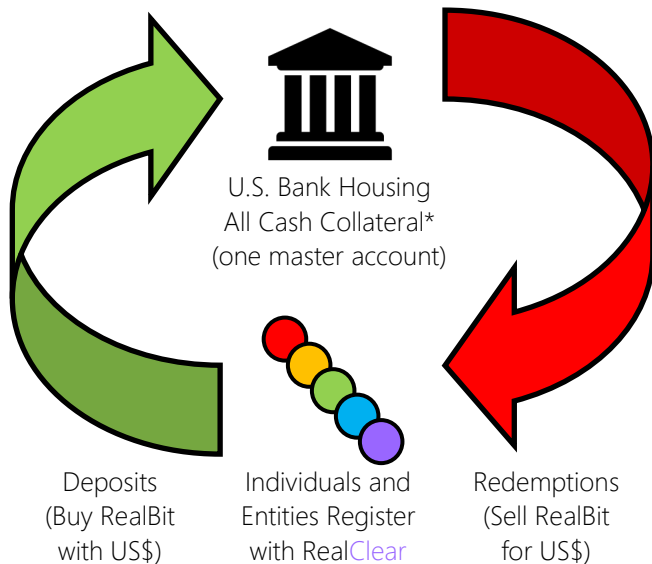 U.S. Bank Housing
All Cash Collateral*
(one master account)
Deposits
(Buy RealBit
with US$)
Individuals and
Entities Register
with RealClear
Redemptions
(Sell RealBit
for US$)